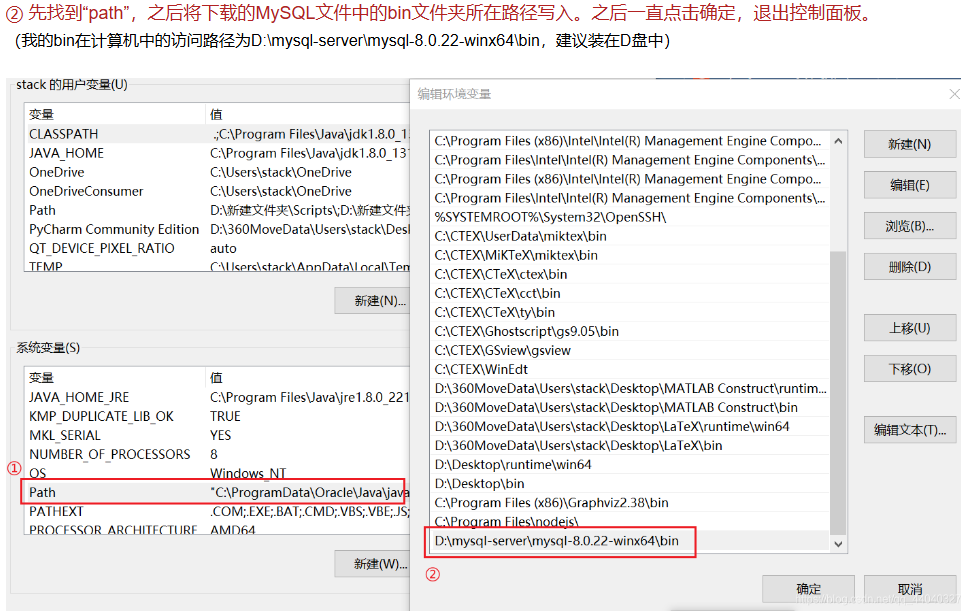 ② 先找到“path”，之后将下载的MySQL文件中的bin文件夹所在路径写入。之后一直点击确定，退出控制面板。
（我的bin在计算机中的访问路径为D:\mysql-server\mysql-8.0.22-winx64\bin，建议装在D盘中）
stack 的用户变量(U)
变量 值
CLASSPATH .;C:\Program Files\Java\jdk1.8.0_1
JAVA_HOME C:\Program Files\Java\jdk1.8.0_13
OneDrive C:\Users\stack\OneDrive
OneDriveConsumer C:\Users\stack\OneDrive
Path D:\新建文件夹\Scripts\;D:\新建文件夹
PyCharm Community Edition D:\360MoveData\Users\stack\Des
QT_DEVICE_PIXEL_RATIO auto
TEMP C:\Users\stack\AppData\Local\Tem
新建(N)...
系统变量(S)
变量 值
JAVA_HOME_JRE C:\Program Files\Java\jre1.8.0_221
KMP_DUPLICATE_LIB_OK TRUE
MKL_SERIAL YES
NUMBER_OF_PROCESSORS 8
①
OS Windows_NT
Path "C:\ProgramData\Oracle\Java\java
PATHEXT .COM;.EXE;.BAT;.CMD;.VBS;.VBE;.JS;
PROCESSOR_ARCHITECTURE AMD64
新建(W)...
编辑环境变量
C:\Program Files (x86)\Intel\Intel(R) Management Engine Compo...
C:\Program Files\Intel\Intel(R) Management Engine Components\...
C:\Program Files (x86)\Intel\Intel(R) Management Engine Compo...
C:\Program Files\Intel\Intel(R) Management Engine Components\...
%SYSTEMROOT%\System32\OpenSSH\
C:\CTEX\UserData\miktex\bin
C:\CTEX\MiKTeX\miktex\bin
C:\CTEX\CTeX\ctex\bin
C:\CTEX\CTeX\cct\bin
C:\CTEX\CTeX\ty\bin
C:\CTEX\Ghostscript\gs9.05\bin
C:\CTEX\GSview\gsview
C:\CTEX\WinEdt
D:\360MoveData\Users\stack\Desktop\MATLAB Construct\runtim...
D:\360MoveData\Users\stack\Desktop\MATLAB Construct\bin
D:\360MoveData\Users\stack\Desktop\LaTeX\runtime\win64
D:\360MoveData\Users\stack\Desktop\LaTeX\bin
D:\Desktop\runtime\win64
D:\Desktop\bin
C:\Program Files (x86)\Graphviz2.38\bin
C:\Program Files\nodejs\
D:\mysql-server\mysql-8.0.22-winx64\bin
②
新建(N)
编辑(E)
浏览(B)...
删除(D)
上移(U)
下移(O)
编辑文本(T)...
确定
取消